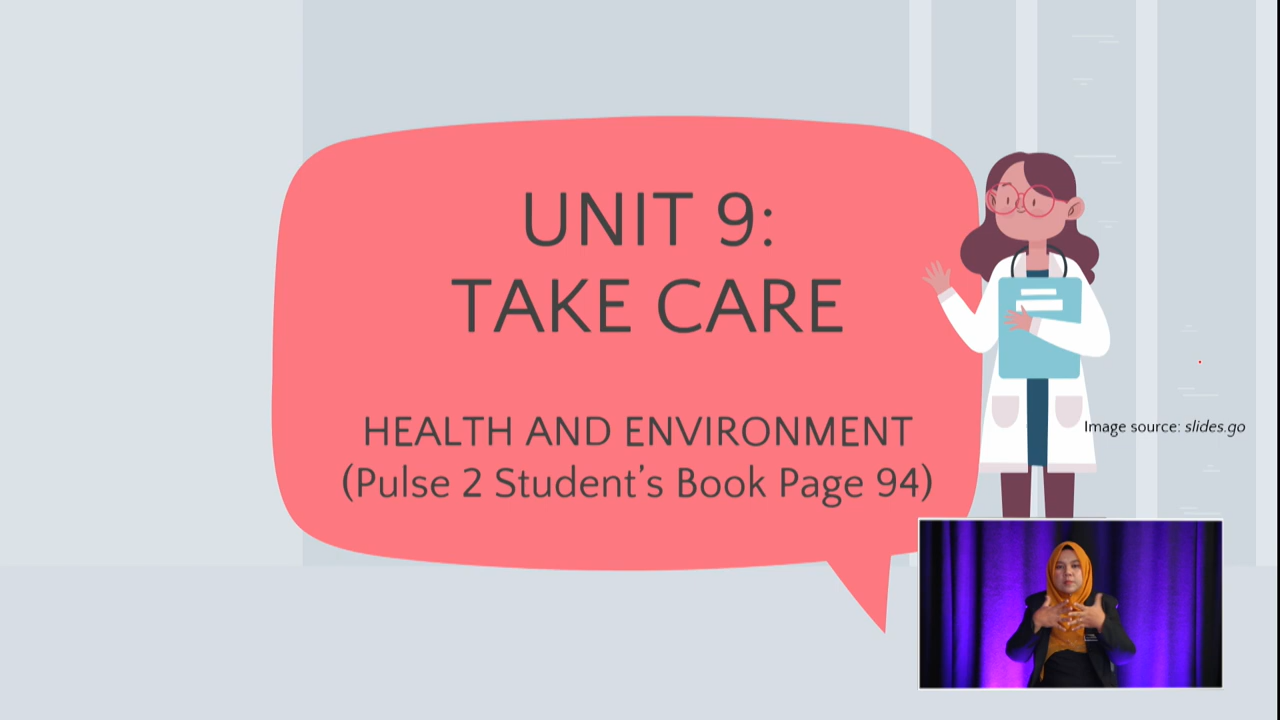 UNIT 9:
TAKE CARE
HEALTH AND ENVIRONMENT
(Pulse 2 Student’s Book Page 94)
Image source: slides.go